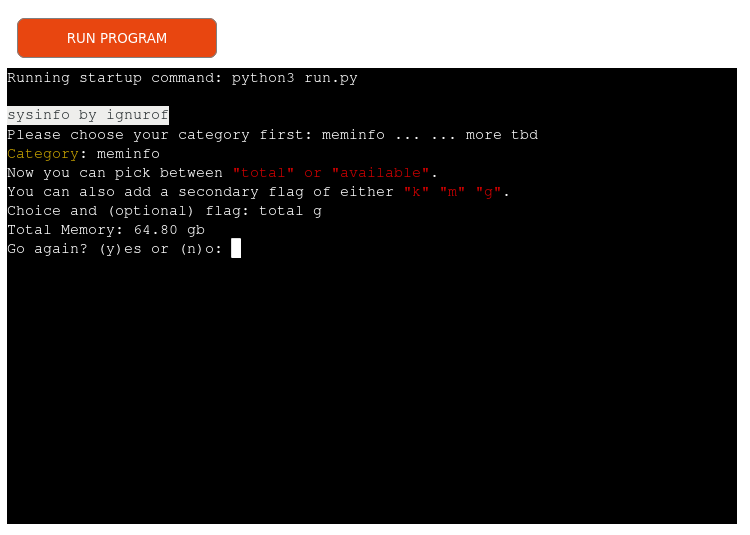 RUN PROGRAM
Running startup command: python3 run.py
sysinfo by ignurof
Please choose your category first: meminfo ... ... more tbd
Category: meminfo
Now you can pick between "total" or "available".
You can also add a secondary flag of either "k" "m" "g".
Choice and (optional) flag: total g
Total Memory: 64.80 gb
Go again? (y)es or (n)o: